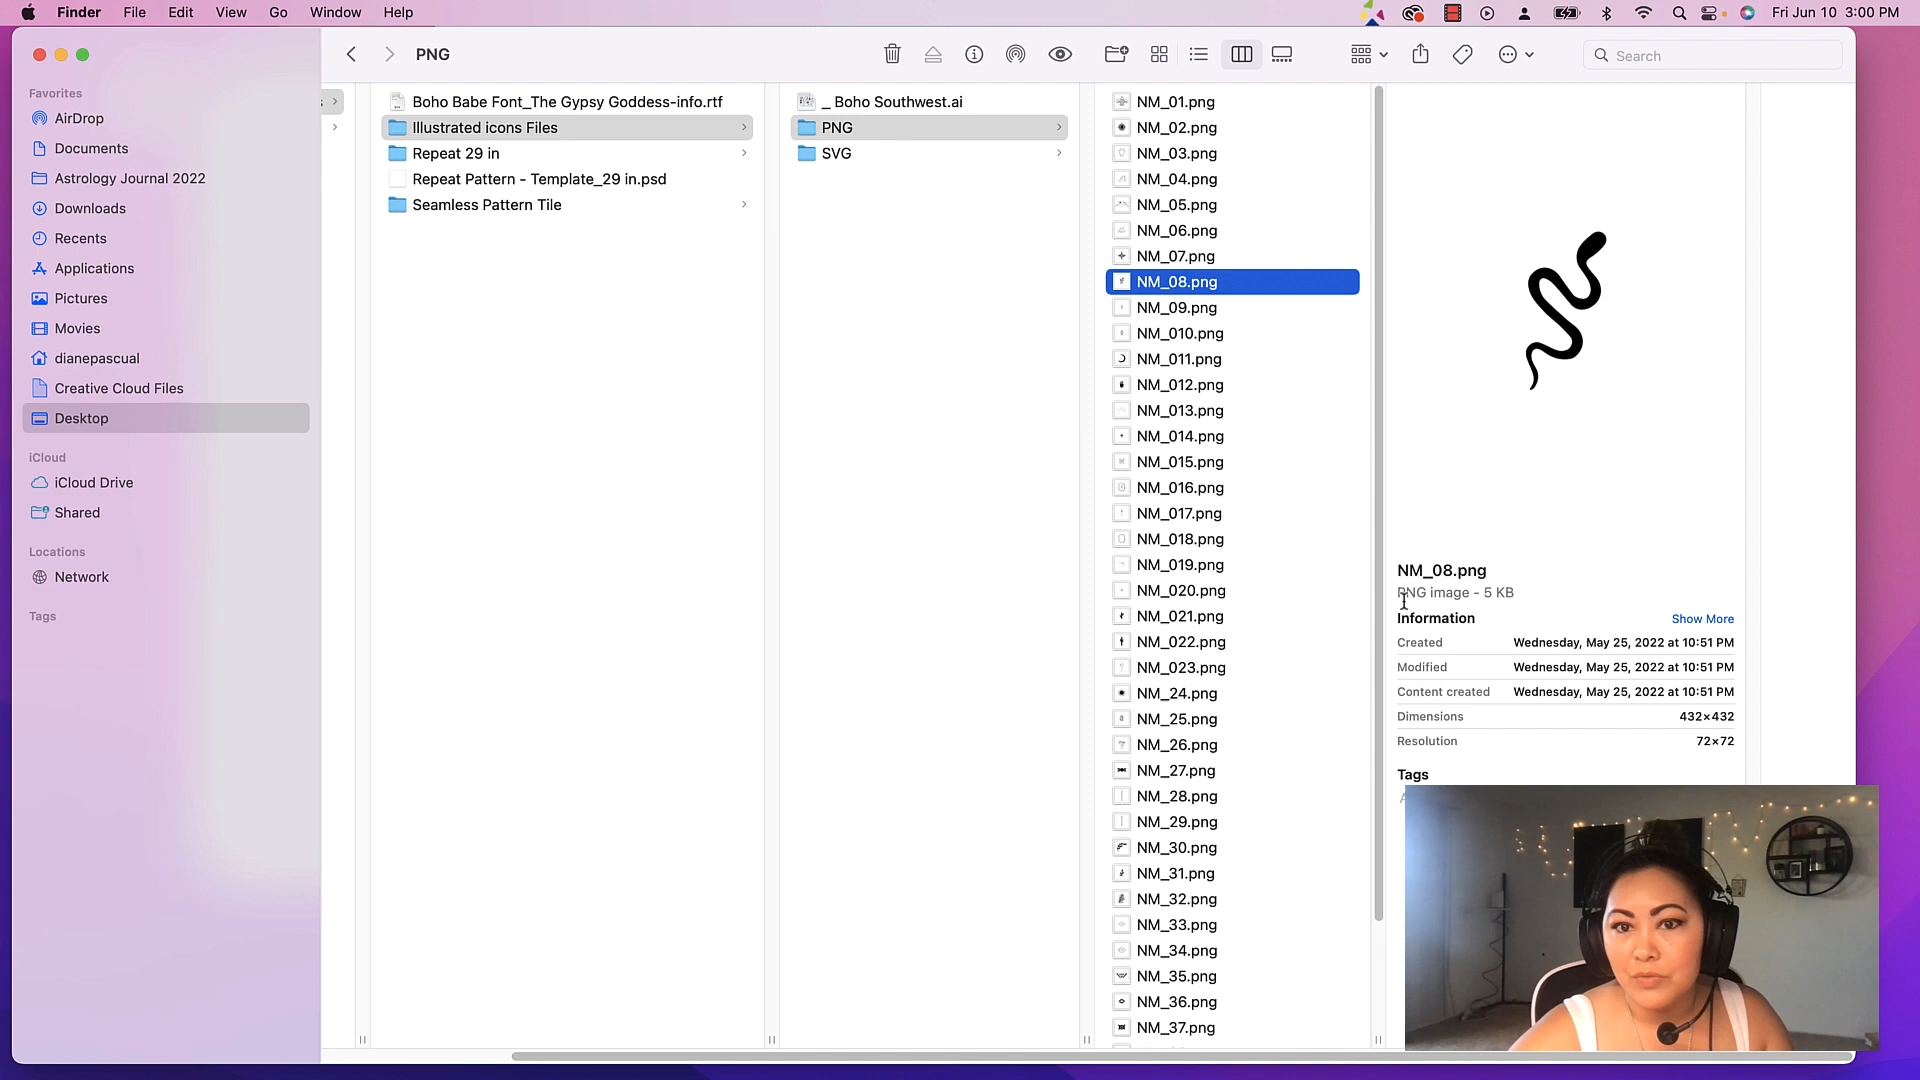 Finder File Edit View Go Window Help Fri Jun 10 3:00 PM
PNG
Search
Favorites
AirDrop
Documents
Astrology Journal 2022
Downloads
Recents
Applications
Pictures
Movies
dianepascual
Creative Cloud Files
Desktop
iCloud
iCloud Drive
Shared
Locations
Network
Tags
Boho Babe Font_The Gypsy Goddess-info.rtf
Illustrated icons Files
Repeat 29 in
Repeat Pattern - Template_29 in.psd
Seamless Pattern Tile
_ Boho Southwest.ai
PNG
SVG
NM_01.png
NM_02.png
NM_03.png
NM_04.png
NM_05.png
NM_06.png
NM_07.png
NM_08.png
NM_09.png
NM_010.png
NM_011.png
NM_012.png
NM_013.png
NM_014.png
NM_015.png
NM_016.png
NM_017.png
NM_018.png
NM_019.png
NM_020.png
NM_021.png
NM_022.png
NM_023.png
NM_24.png
NM_25.png
NM_26.png
NM_27.png
NM_28.png
NM_29.png
NM_30.png
NM_31.png
NM_32.png
NM_33.png
NM_34.png
NM_35.png
NM_36.png
NM_37.png
NM_08.png
PNG image - 5 KB
Information Show More
Created Wednesday, May 25, 2022 at 10:51 PM
Modified Wednesday, May 25, 2022 at 10:51 PM
Content created Wednesday, May 25, 2022 at 10:51 PM
Dimensions 432×432
Resolution 72×72
Tags